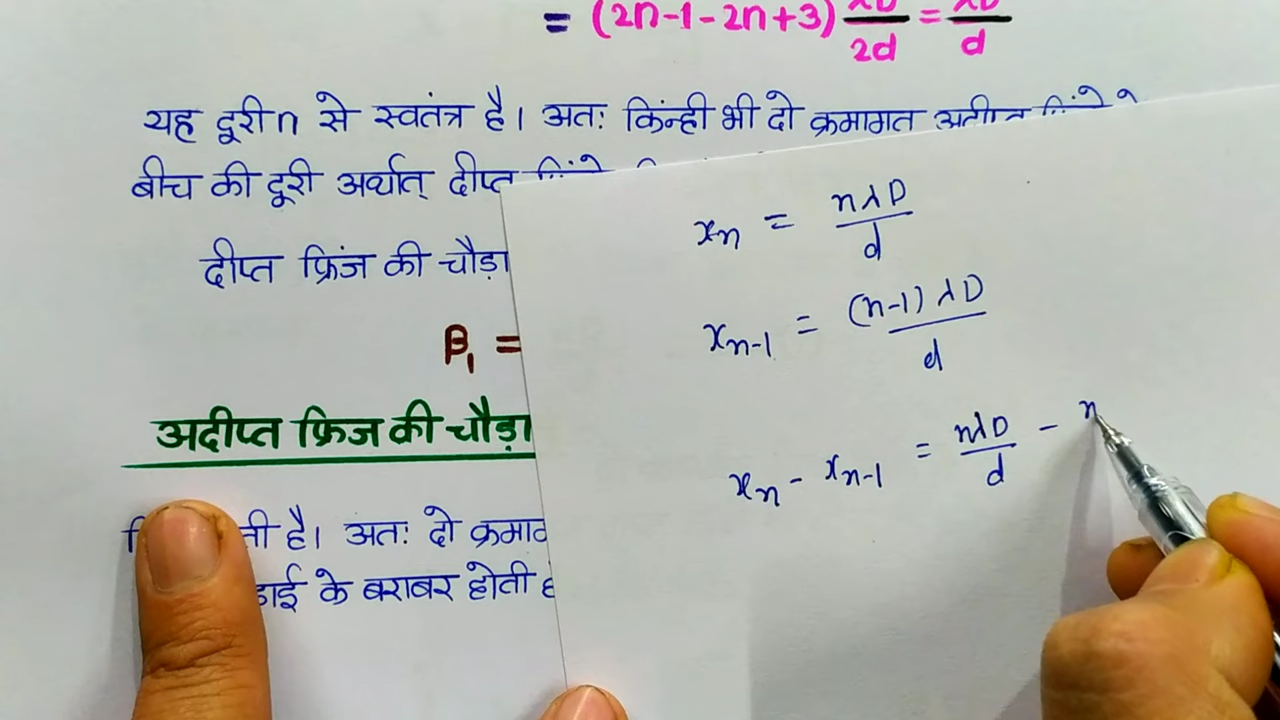 = (2n-1-2n+3) λD/2d = λD/d
यह दूरी n से स्वतंत्र है। अतः किंन्ही भी दो क्रमागत
बीच की दूरी अर्थात् दीप्त
दीप्त फ्रिंज की चौड़ा
β₁ =
अदीप्त फ्रिंज की चौड़ा
ती है। अतः दो क्रमाग
डाई के बराबर होती
xₙ = nλD/d
xₙ₋₁ = (n-1)λD/d
xₙ - xₙ₋₁ = nλD/d - n